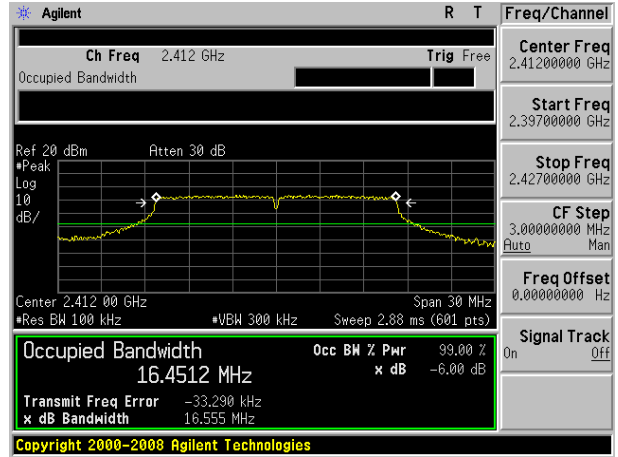 Agilent R T
Freq/Channel
Ch Freq 2.412 GHz Trig Free
Occupied Bandwidth
Ref 20 dBm Atten 30 dB
#Peak
Log
10
dB/
Center 2.412 00 GHz Span 30 MHz
#Res BW 100 kHz #VBW 300 kHz Sweep 2.88 ms (601 pts)
Occupied Bandwidth Occ BW % Pwr 99.00 %
16.4512 MHz x dB -6.00 dB
Transmit Freq Error -33.290 kHz
x dB Bandwidth 16.555 MHz
Copyright 2000-2008 Agilent Technologies
Center Freq
2.41200000 GHz
Start Freq
2.39700000 GHz
Stop Freq
2.42700000 GHz
CF Step
3.00000000 MHz
Auto Man
Freq Offset
0.00000000 Hz
Signal Track
On Off